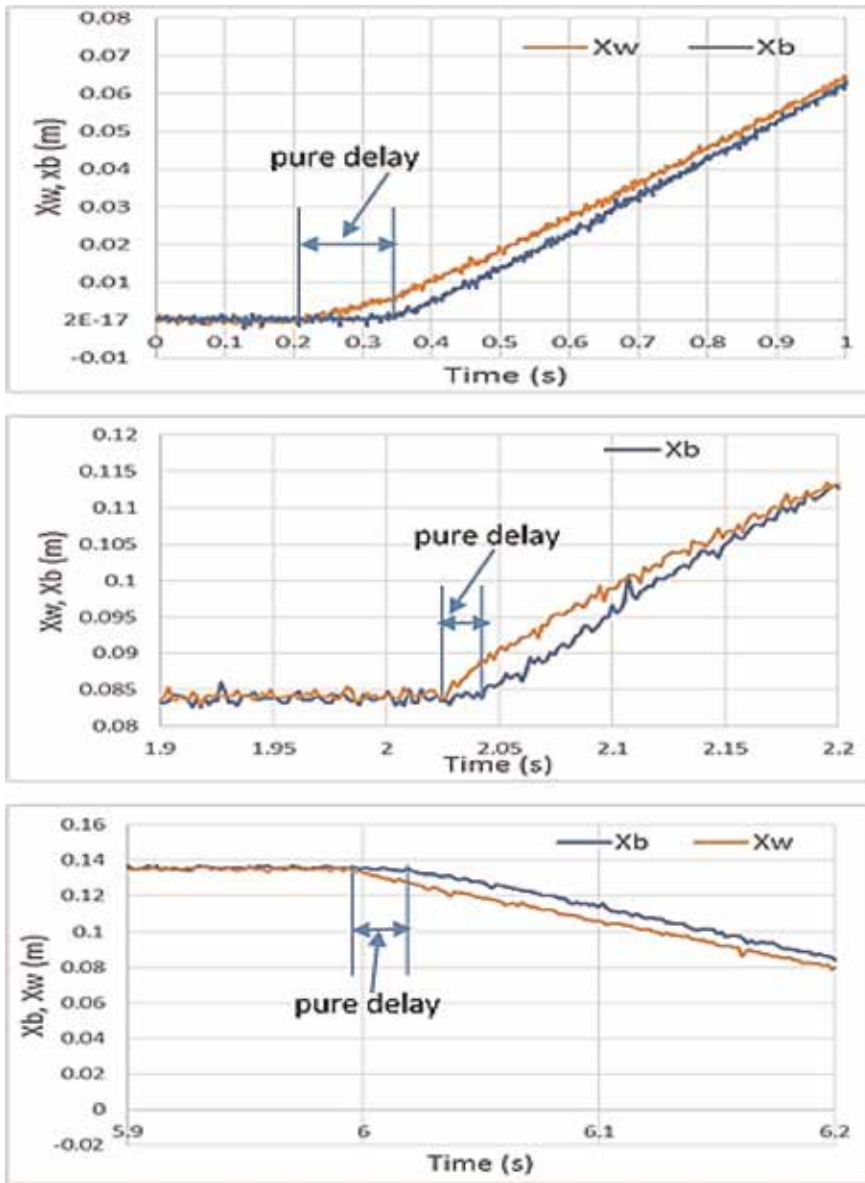 0.08
0.07
0.06
0.05
0.04
0.03
0.02
0.01
2E-17
-0.01
Xw, xb (m)
Xw Xb
pure delay
0 0.1 0.2 0.3 0.4 0.5 0.6 0.7 0.8 0.9 1
Time (s)
0.12
0.115
0.11
0.105
0.1
0.095
0.09
0.085
0.08
Xw, Xb (m)
Xb
pure delay
1.9 1.95 2 2.05 2.1 2.15 2.2
Time (s)
0.16
0.14
0.12
0.1
0.08
0.06
0.04
0.02
0
-0.02
Xb, Xw (m)
Xb Xw
pure delay
5.9 6 6.1 6.2
Time (s)